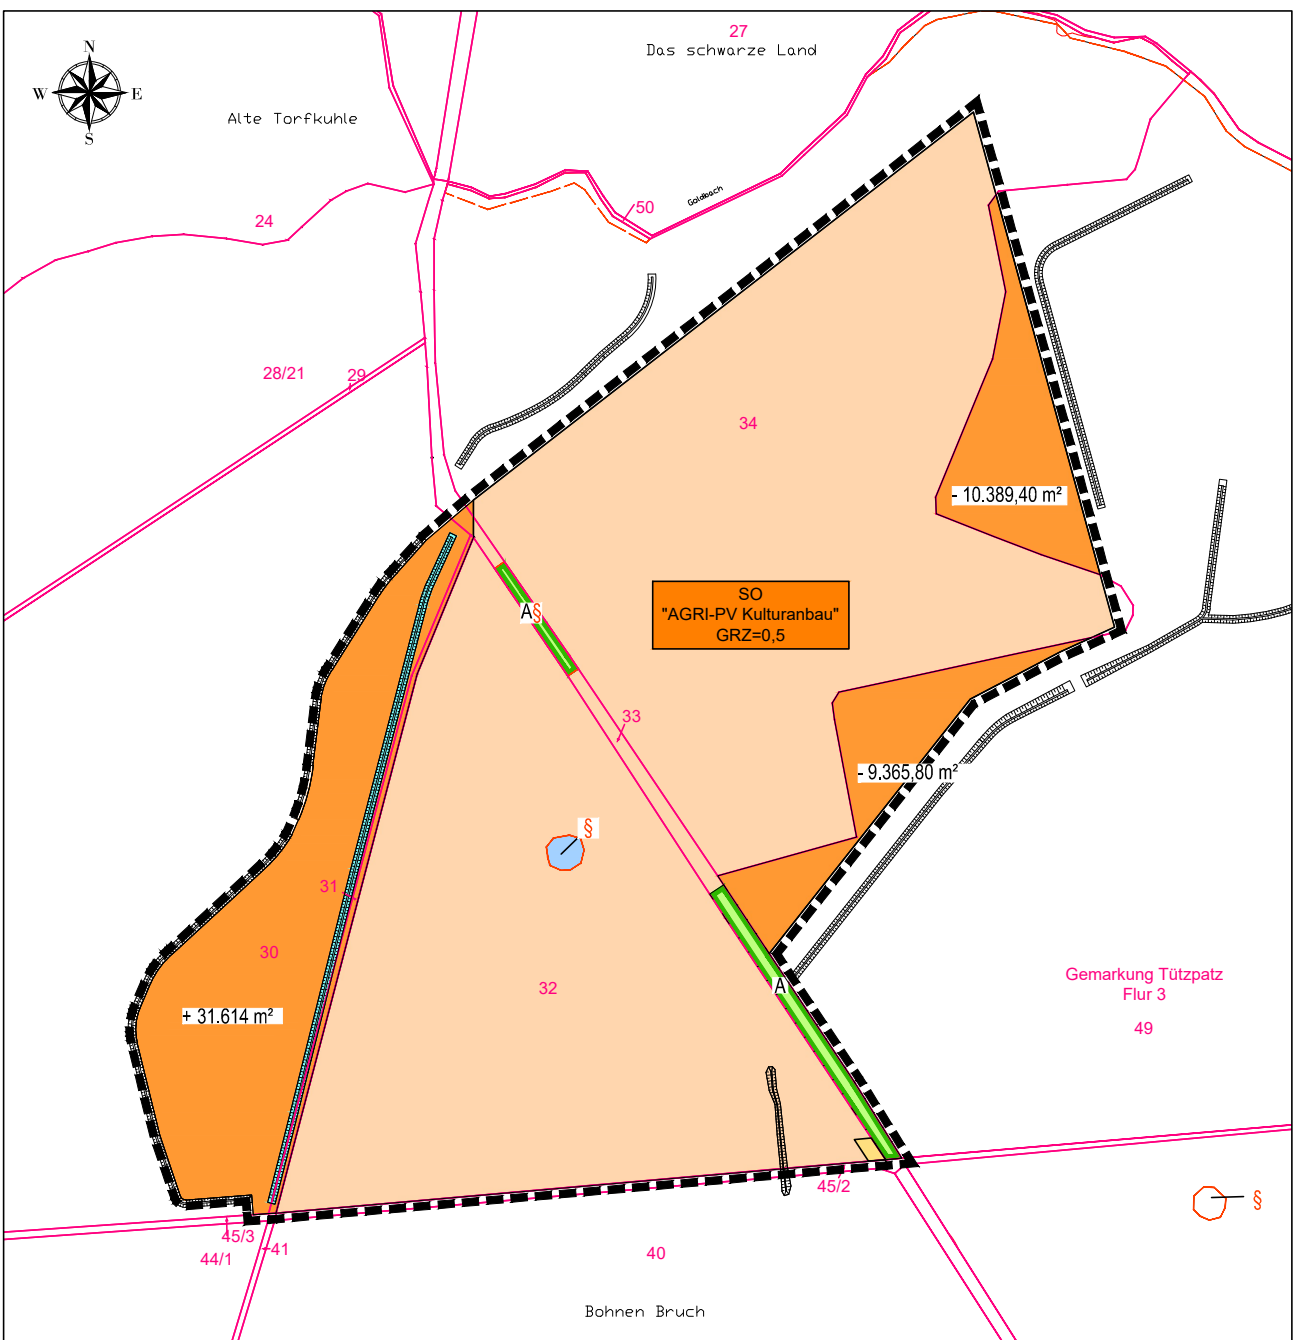 27
Das schwarze Land
N
W
E
S
Alte Torfkuhle
Goldbach
50
24
28/21
29
34
- 10.389,40 m²
SO
"AGRI-PV Kulturanbau"
GRZ=0,5
A§
33
- 9.365,80 m²
§
31
30
32
A
Gemarkung Tützpatz
Flur 3
49
+ 31.614 m²
45/2
§
45/3
44/1
41
40
Bohnen Bruch